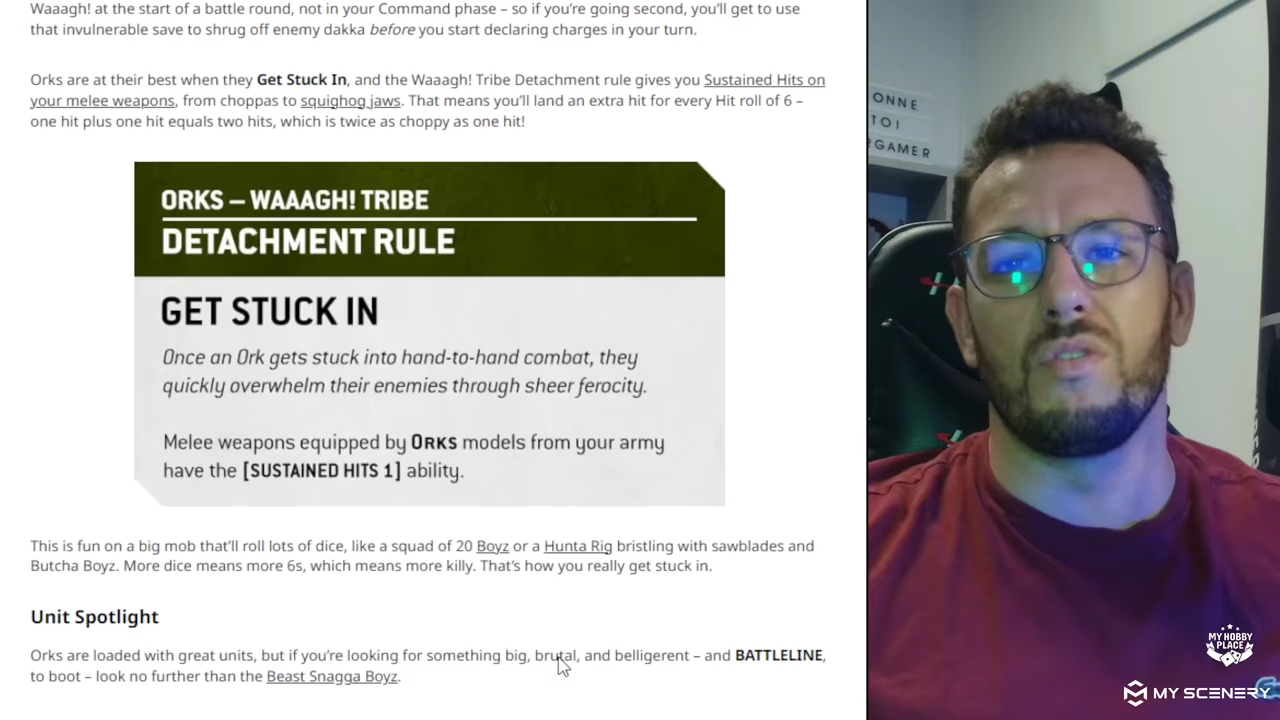 Waaagh! at the start of a battle round, not in your Command phase – so if you're going second, you'll get to use
that invulnerable save to shrug off enemy dakka before you start declaring charges in your turn.
Orks are at their best when they Get Stuck In, and the Waaagh! Tribe Detachment rule gives you Sustained Hits on
your melee weapons, from choppas to squighog jaws. That means you'll land an extra hit for every Hit roll of 6 –
one hit plus one hit equals two hits, which is twice as choppy as one hit!
ORKS – WAAAGH! TRIBE
DETACHMENT RULE
GET STUCK IN
Once an Ork gets stuck into hand-to-hand combat, they
quickly overwhelm their enemies through sheer ferocity.
Melee weapons equipped by ORKS models from your army
have the [SUSTAINED HITS 1] ability.
This is fun on a big mob that'll roll lots of dice, like a squad of 20 Boyz or a Hunta Rig bristling with sawblades and
Butcha Boyz. More dice means more 6s, which means more killy. That's how you really get stuck in.
Unit Spotlight
Orks are loaded with great units, but if you're looking for something big, brutal, and belligerent – and BATTLELINE,
to boot – look no further than the Beast Snagga Boyz.
ONNE
TOI
RGAMER
MY HOBBY
PLACE
MY SCENERY